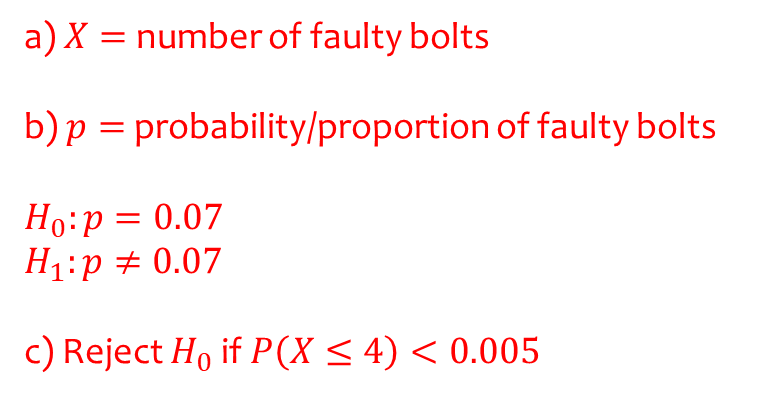 a) X = number of faulty bolts
b) p = probability/proportion of faulty bolts
H₀: p = 0.07
H₁: p ≠ 0.07
c) Reject H₀ if P(X ≤ 4) < 0.005